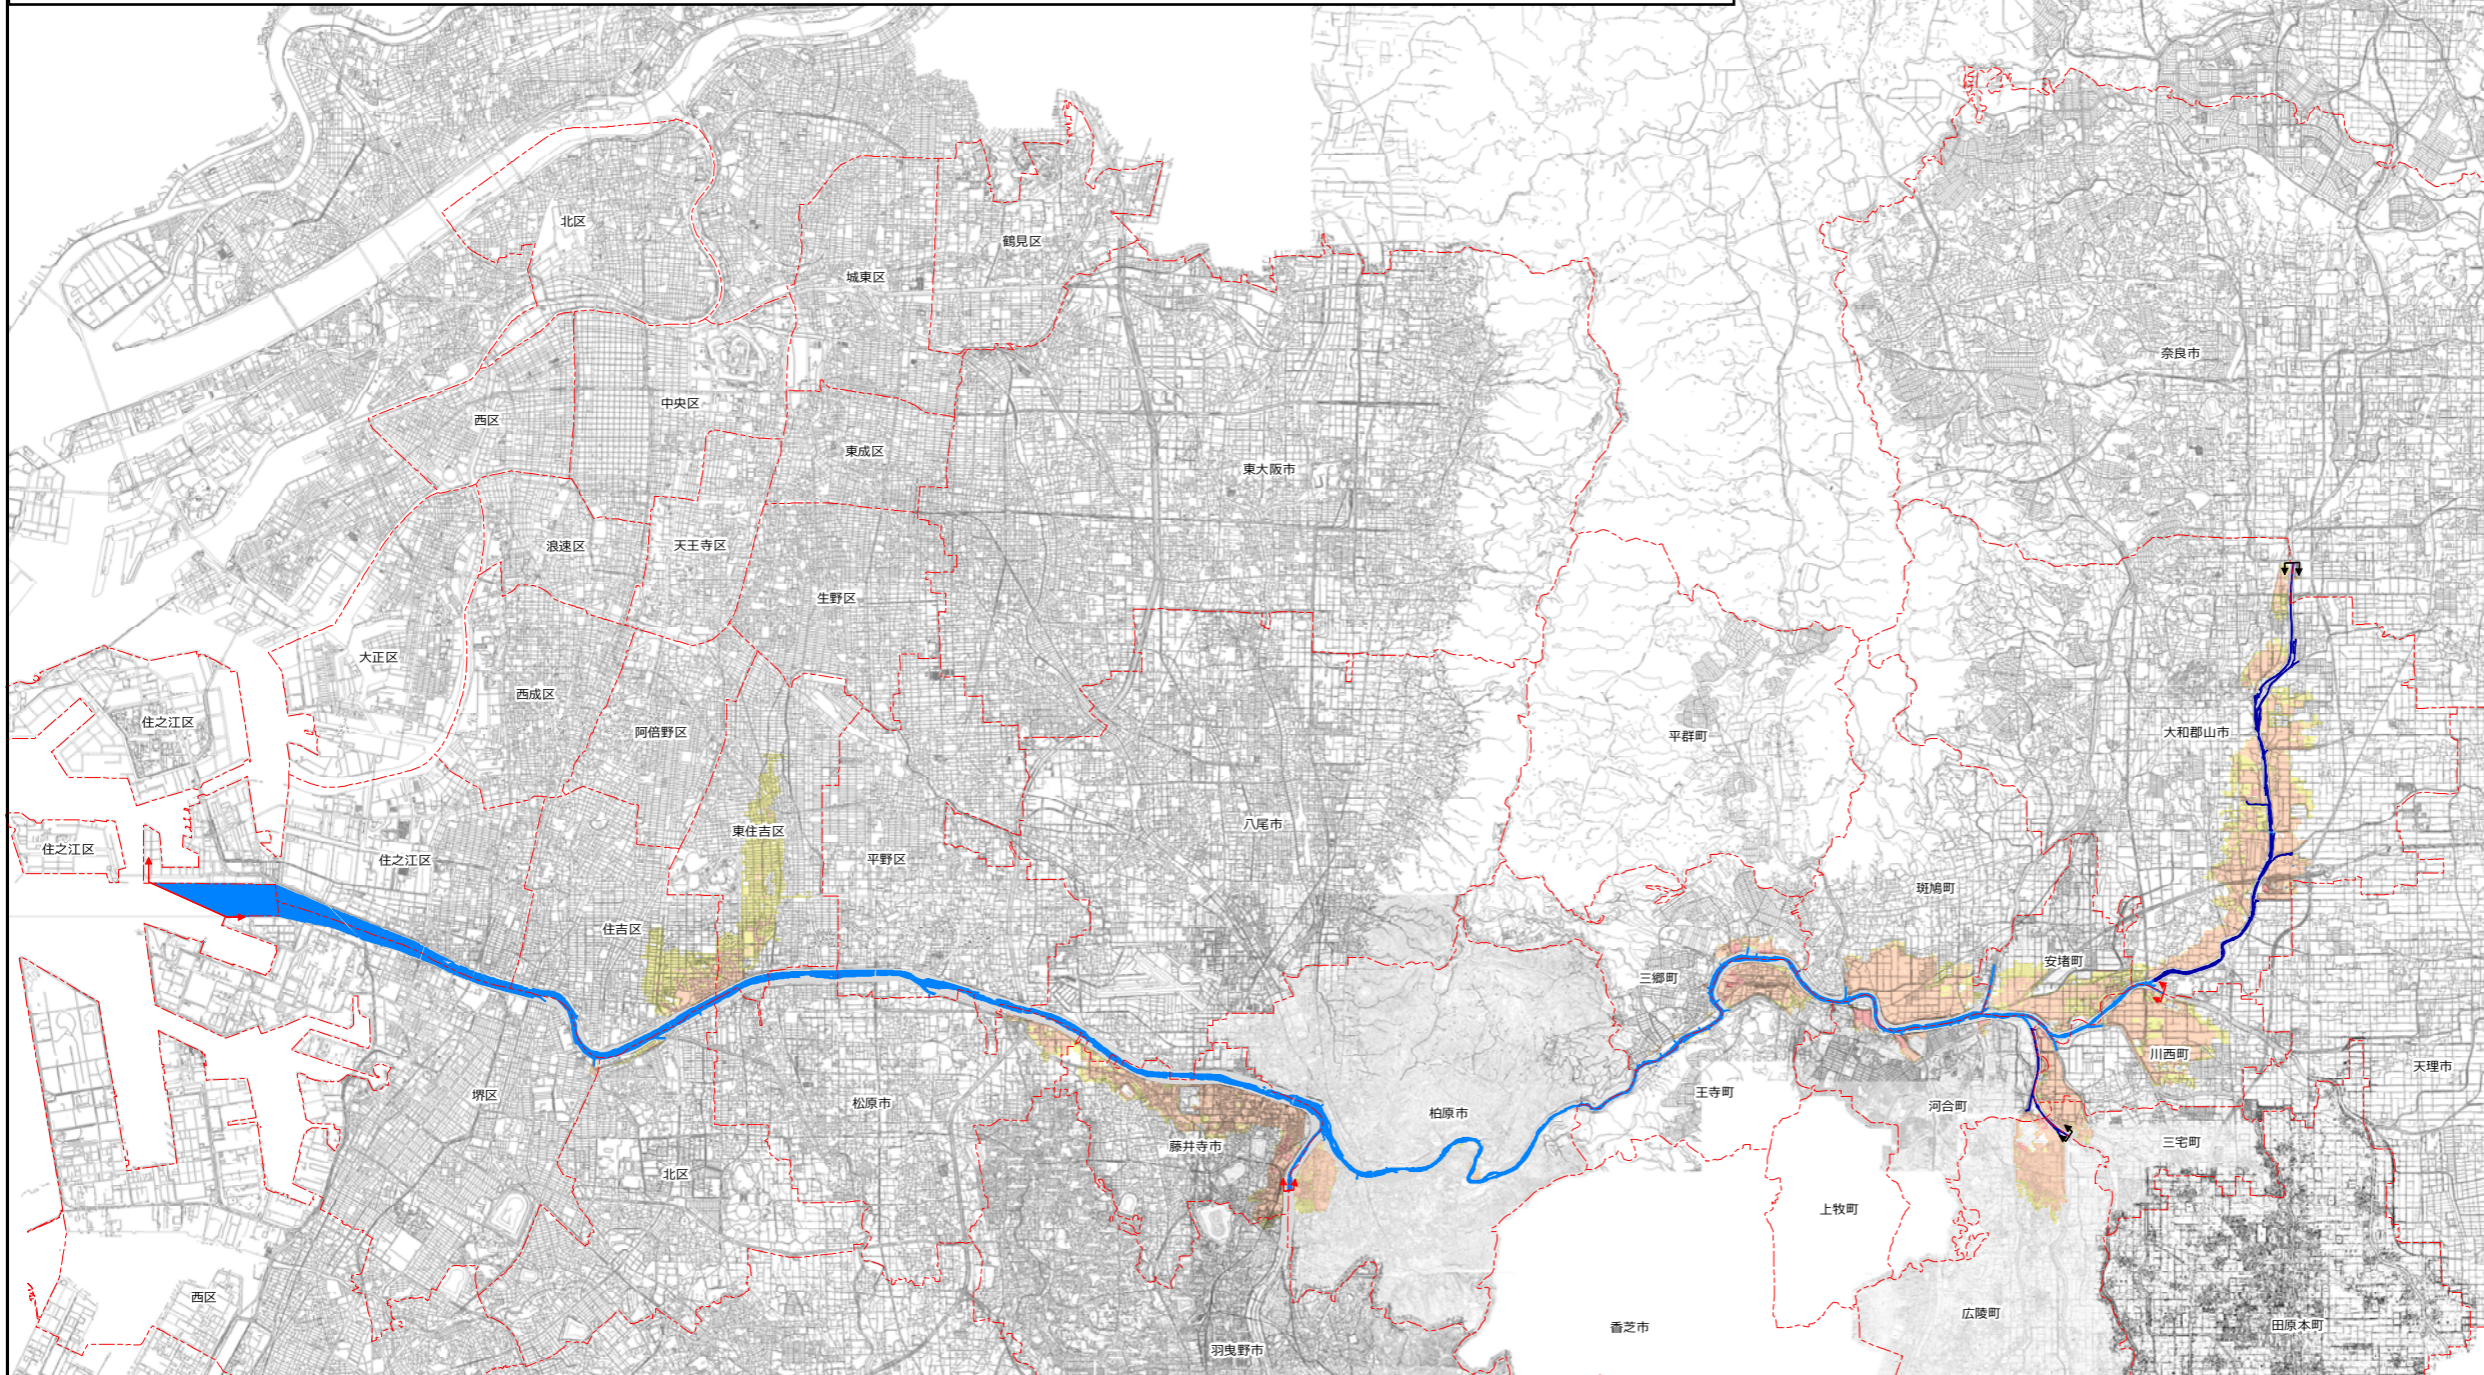 北区
鶴見区
城東区
奈良市
中央区
西区
東成区
東大阪市
浪速区
天王寺区
生野区
大正区
西成区
住之江区
阿倍野区
大和郡山市
平群町
八尾市
東住吉区
住之江区
住之江区
平野区
斑鳩町
住吉区
安堵町
三郷町
川西町
天理市
王寺町
堺区
松原市
河合町
柏原市
三宅町
藤井寺市
北区
上牧町
西区
広陵町
香芝市
田原本町
羽曳野市